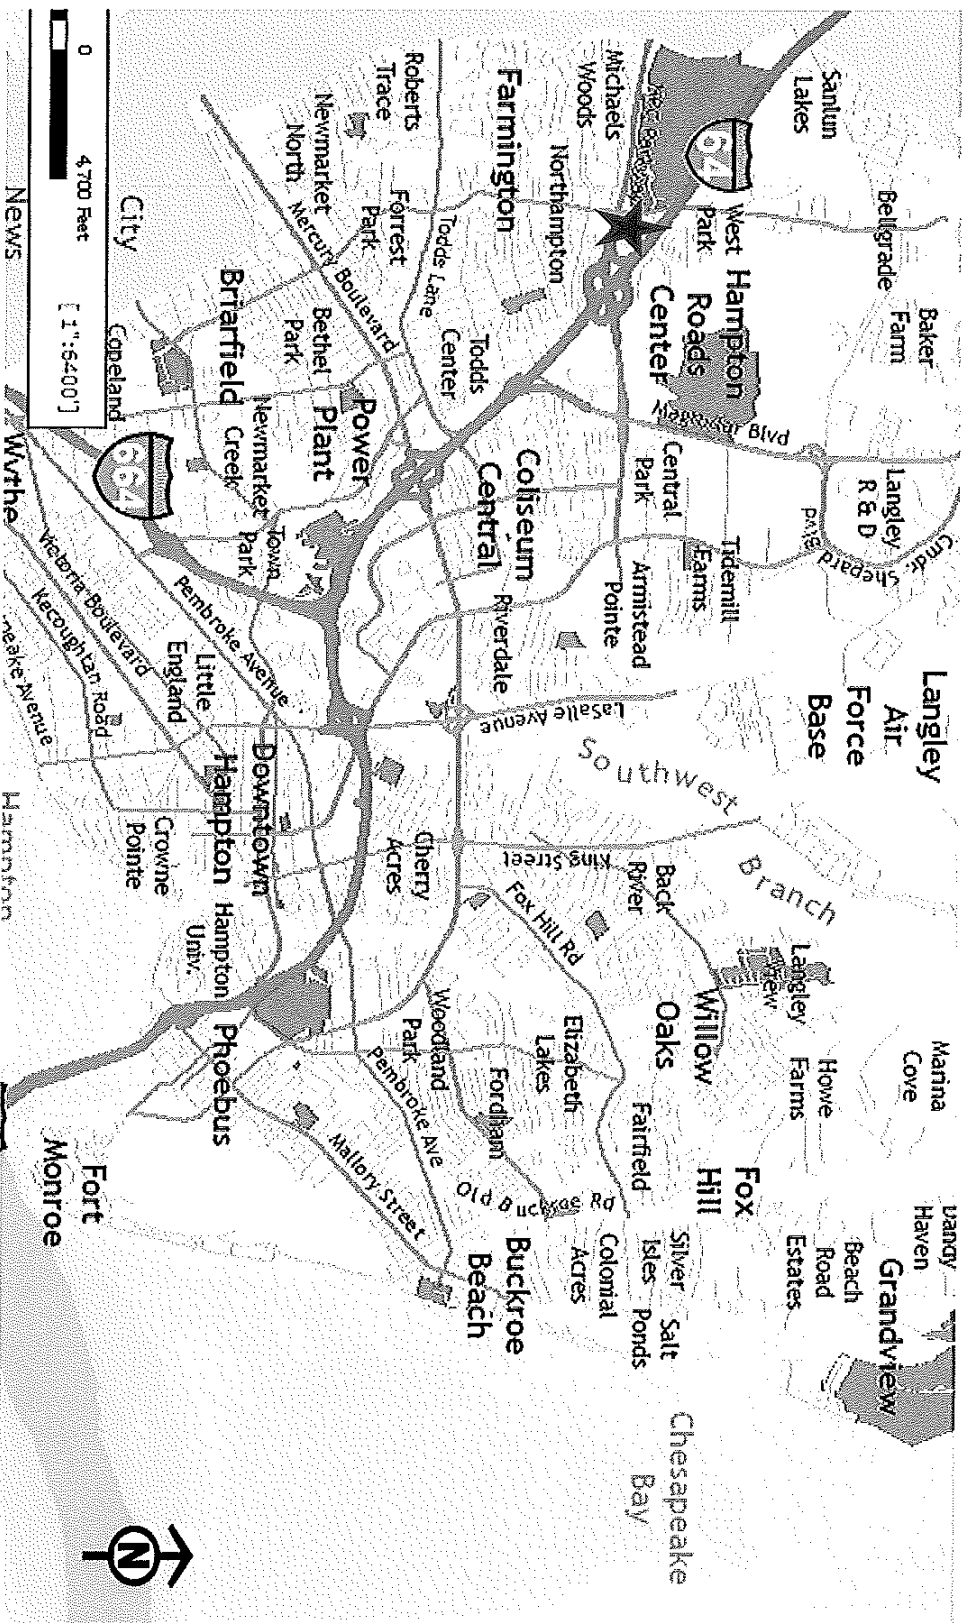 Sanlun
Lakes
Bellgrade
Baker
Farm
64
West
Park
Hampton
Roads
Center
Michaels
Woods
Northampton
Farmington
Roberts
Trace
Newmarket
North
Forrest
Park
Todds Lane
Mercury Boulevard
Todds
Center
Bethel
Park
Briarfield
Power
Plant
Newmarket
Creek
Copeland
City
News
0
4,700 Feet
[ 1":6400']
664
Wythe
Magruder Blvd
Central
Park
Langley
R & D
Cmdr. Shepard Blvd
Tidemill
Farms
Armistead
Pointe
Coliseum
Central
Riverdale
Town
Park
Pembroke Avenue
Victoria Boulevard
Kecoughtan Road
peake Avenue
Little
England
Langley
Air
Force
Base
LaSalle Avenue
Southwest
Branch
King Street
Back
River
Fox Hill Rd
Cherry
Acres
Downtown
Hampton
Crowne
Pointe
Hampton
Univ.
Hampton
Langley
View
Willow
Oaks
Howe
Farms
Marina
Cove
Elizabeth
Lakes
Woodland
Park
Fordham
Pembroke Ave
Phoebus
Mallory Street
Fairfield
Fox
Hill
Old Buckroe Rd
Buckroe
Beach
Colonial
Acres
Silver
Isles
Salt
Ponds
Beach
Road
Estates
Dandy
Haven
Grandview
Fort
Monroe
Chesapeake
Bay
N